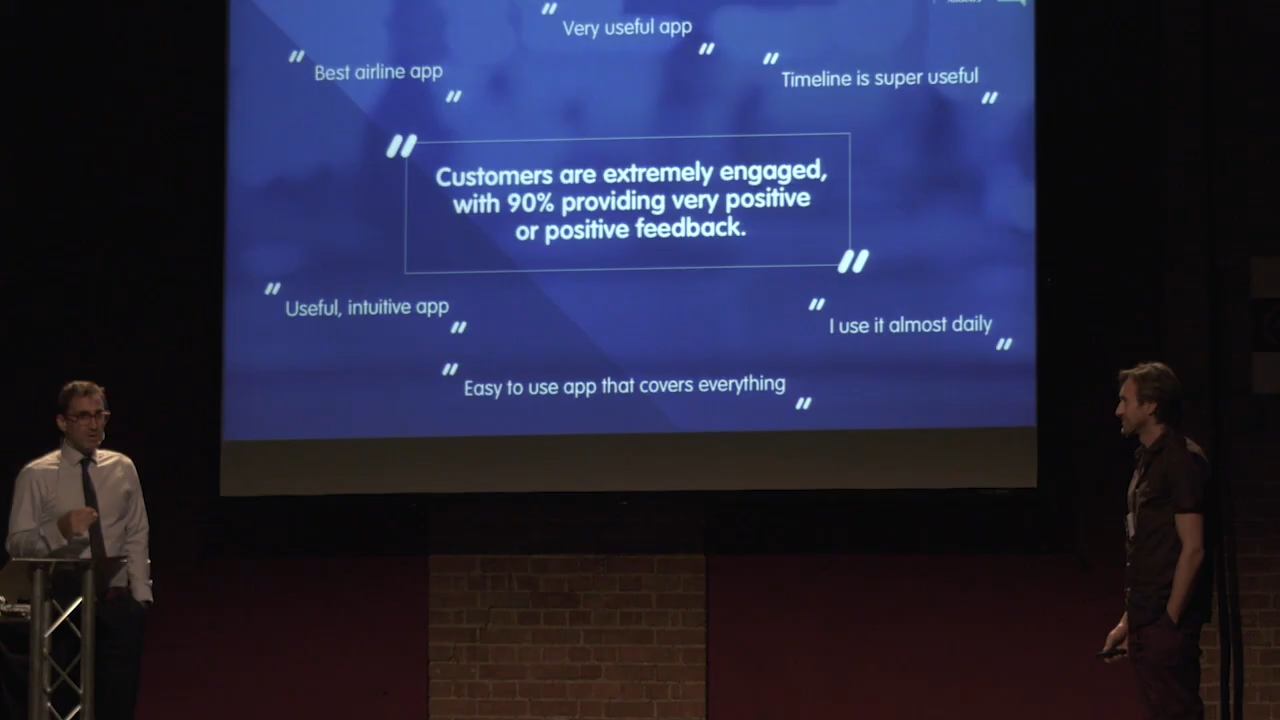 " Very useful app "
" Best airline app "
" Timeline is super useful "
" Customers are extremely engaged,
with 90% providing very positive
or positive feedback. "
" Useful, intuitive app "
" I use it almost daily "
" Easy to use app that covers everything "